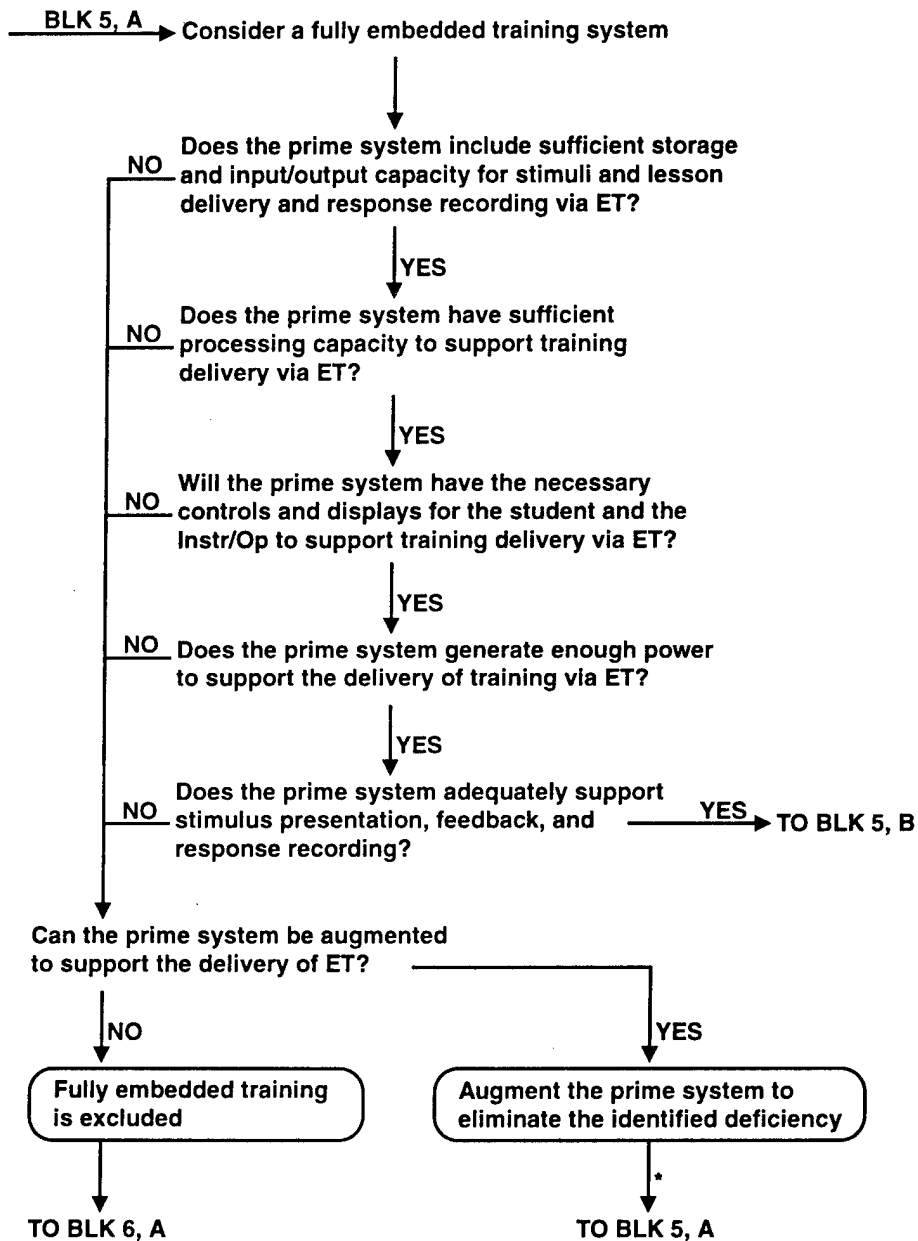 BLK 5, A
Consider a fully embedded training system
NO
Does the prime system include sufficient storage
and input/output capacity for stimuli and lesson
delivery and response recording via ET?
YES
NO
Does the prime system have sufficient
processing capacity to support training
delivery via ET?
YES
NO
Will the prime system have the necessary
controls and displays for the student and the
Instr/Op to support training delivery via ET?
YES
NO
Does the prime system generate enough power
to support the delivery of training via ET?
YES
NO
Does the prime system adequately support
stimulus presentation, feedback, and
response recording?
YES
TO BLK 5, B
Can the prime system be augmented
to support the delivery of ET?
NO
YES
Fully embedded training
is excluded
Augment the prime system to
eliminate the identified deficiency
*
TO BLK 6, A
TO BLK 5, A